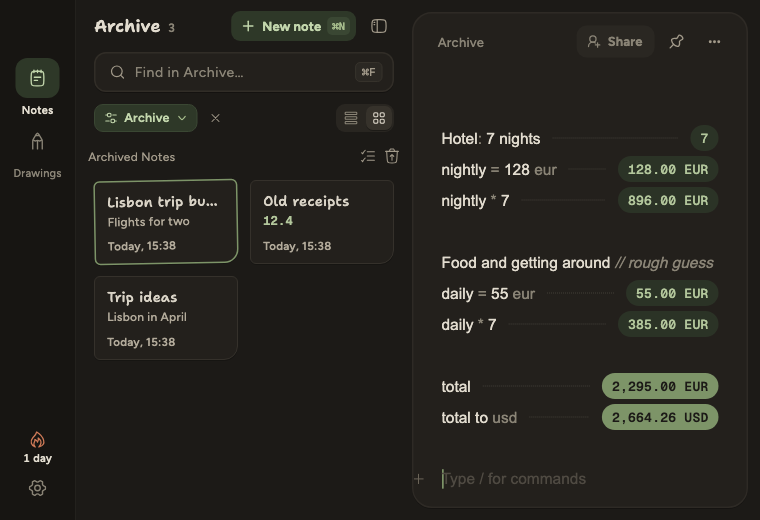 Archive 3
+ New note ⌘N
Notes
Drawings
1 day
Find in Archive... ⌘F
Archive
Archived Notes
Lisbon trip bu...
Flights for two
Today, 15:38
Old receipts
12.4
Today, 15:38
Trip ideas
Lisbon in April
Today, 15:38
Archive
Share
Hotel: 7 nights 7
nightly = 128 eur 128.00 EUR
nightly * 7 896.00 EUR
Food and getting around // rough guess
daily = 55 eur 55.00 EUR
daily * 7 385.00 EUR
total 2,295.00 EUR
total to usd 2,664.26 USD
+ Type / for commands